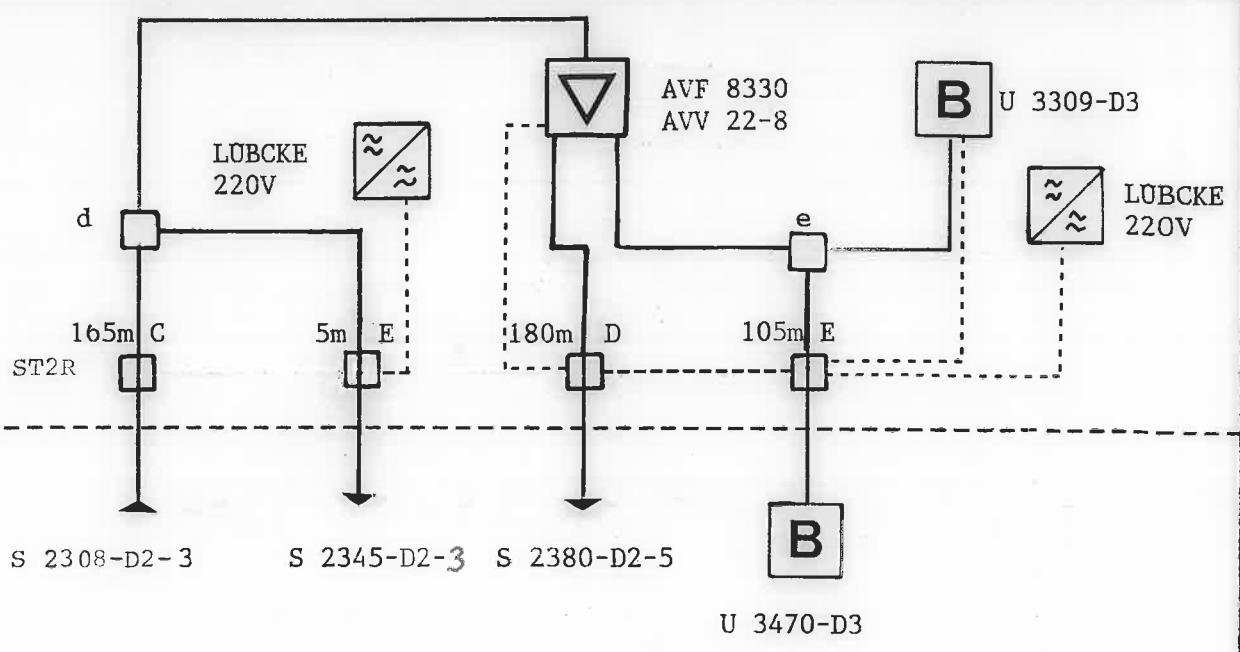 AVF 8330
AVV 22-8
B
U 3309-D3
LÜBCKE
220V
LÜBCKE
220V
d
e
165m C
5m E
180m D
105m E
ST2R
S 2308-D2-3
S 2345-D2-3
S 2380-D2-5
B
U 3470-D3